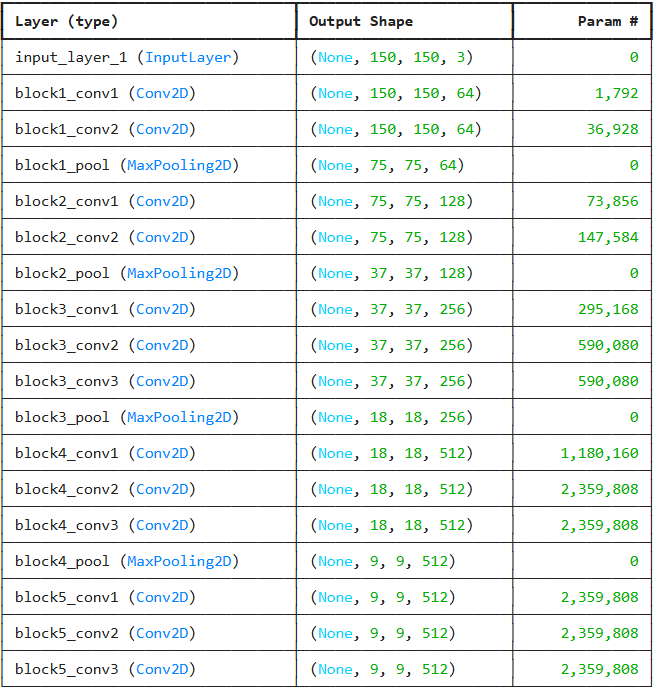 Layer (type) Output Shape Param #
input_layer_1 (InputLayer) (None, 150, 150, 3) 0
block1_conv1 (Conv2D) (None, 150, 150, 64) 1,792
block1_conv2 (Conv2D) (None, 150, 150, 64) 36,928
block1_pool (MaxPooling2D) (None, 75, 75, 64) 0
block2_conv1 (Conv2D) (None, 75, 75, 128) 73,856
block2_conv2 (Conv2D) (None, 75, 75, 128) 147,584
block2_pool (MaxPooling2D) (None, 37, 37, 128) 0
block3_conv1 (Conv2D) (None, 37, 37, 256) 295,168
block3_conv2 (Conv2D) (None, 37, 37, 256) 590,080
block3_conv3 (Conv2D) (None, 37, 37, 256) 590,080
block3_pool (MaxPooling2D) (None, 18, 18, 256) 0
block4_conv1 (Conv2D) (None, 18, 18, 512) 1,180,160
block4_conv2 (Conv2D) (None, 18, 18, 512) 2,359,808
block4_conv3 (Conv2D) (None, 18, 18, 512) 2,359,808
block4_pool (MaxPooling2D) (None, 9, 9, 512) 0
block5_conv1 (Conv2D) (None, 9, 9, 512) 2,359,808
block5_conv2 (Conv2D) (None, 9, 9, 512) 2,359,808
block5_conv3 (Conv2D) (None, 9, 9, 512) 2,359,808